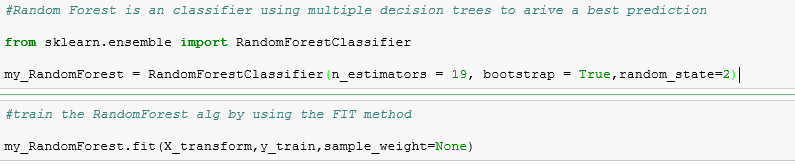 #Random Forest is an classifier using multiple decision trees to arive a best prediction
from sklearn.ensemble import RandomForestClassifier
my_RandomForest = RandomForestClassifier(n_estimators = 19, bootstrap = True,random_state=2)
#train the RandomForest alg by using the FIT method
my_RandomForest.fit(X_transform,y_train,sample_weight=None)